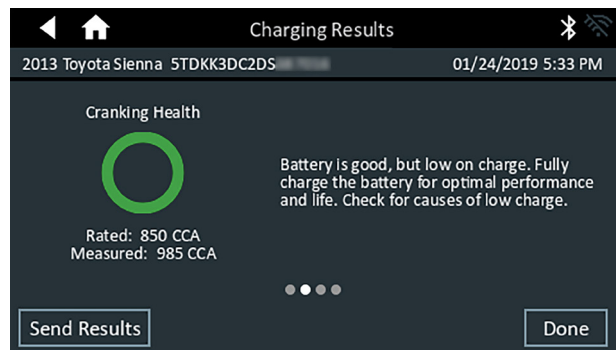 Charging Results
2013 Toyota Sienna 5TDKK3DC2DS
01/24/2019 5:33 PM
Cranking Health
Rated: 850 CCA
Measured: 985 CCA
Battery is good, but low on charge. Fully
charge the battery for optimal performance
and life. Check for causes of low charge.
Send Results
Done